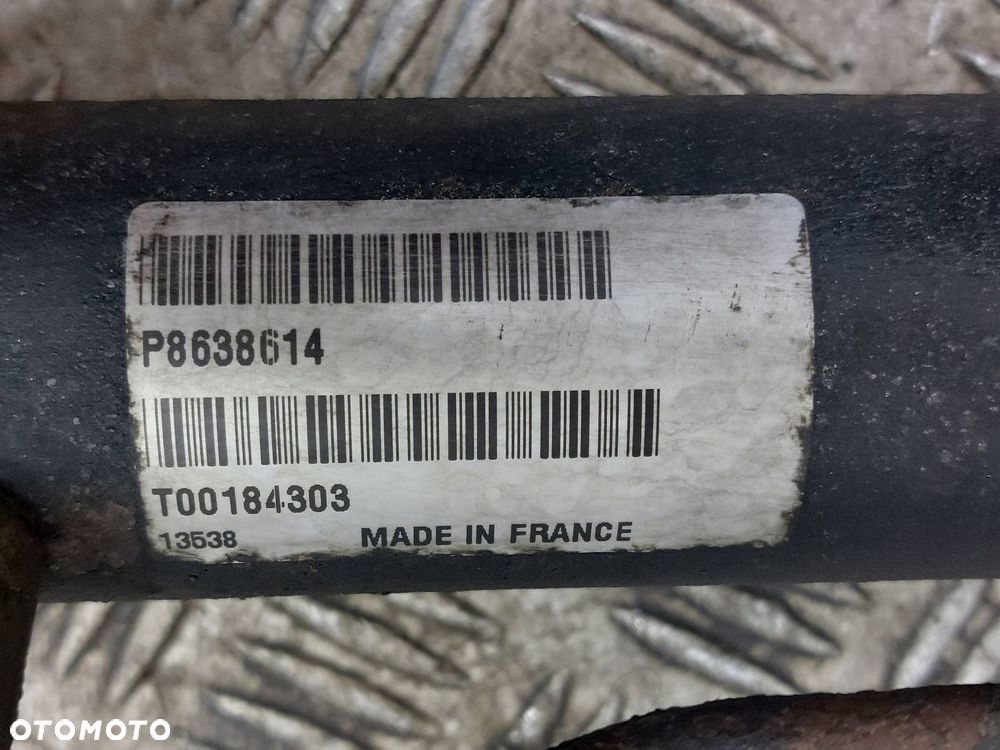 P8638614
T00184303
13538
MADE IN FRANCE
OTOMOTO